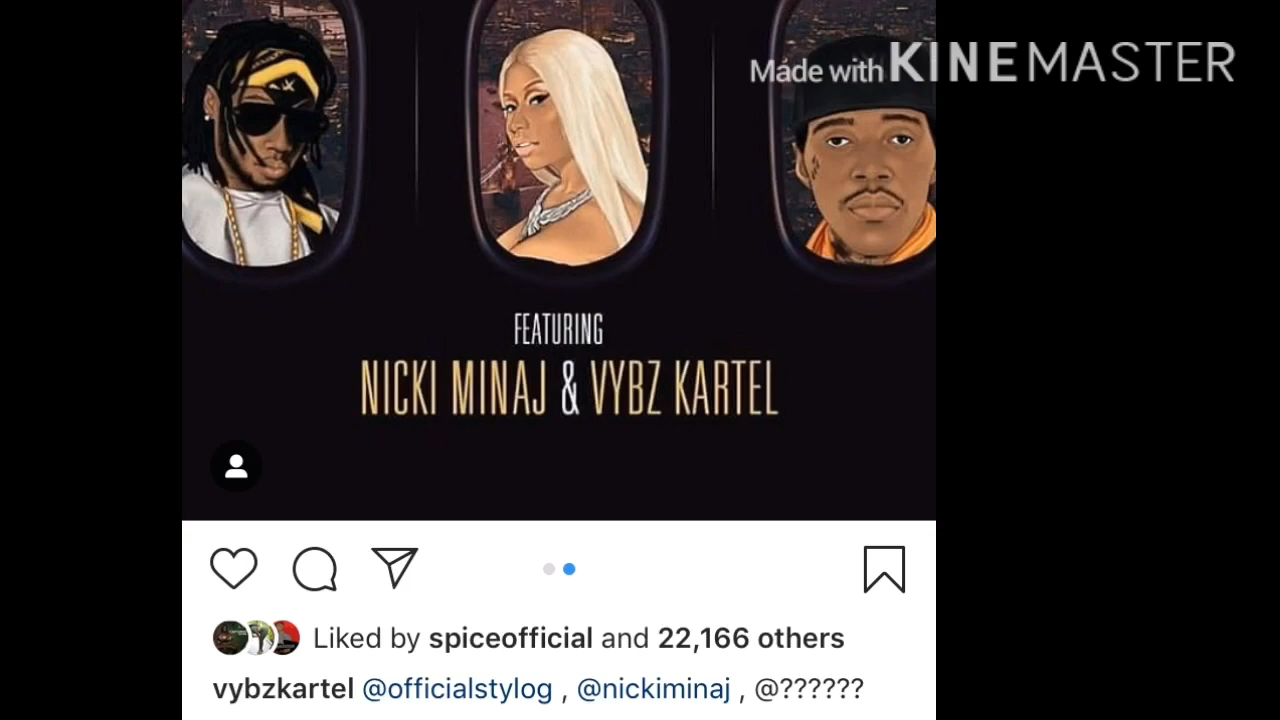 Made with KINEMASTER
FEATURING
NICKI MINAJ & VYBZ KARTEL
Liked by spiceofficial and 22,166 others
vybzkartel @officialstylog , @nickiminaj , @??????